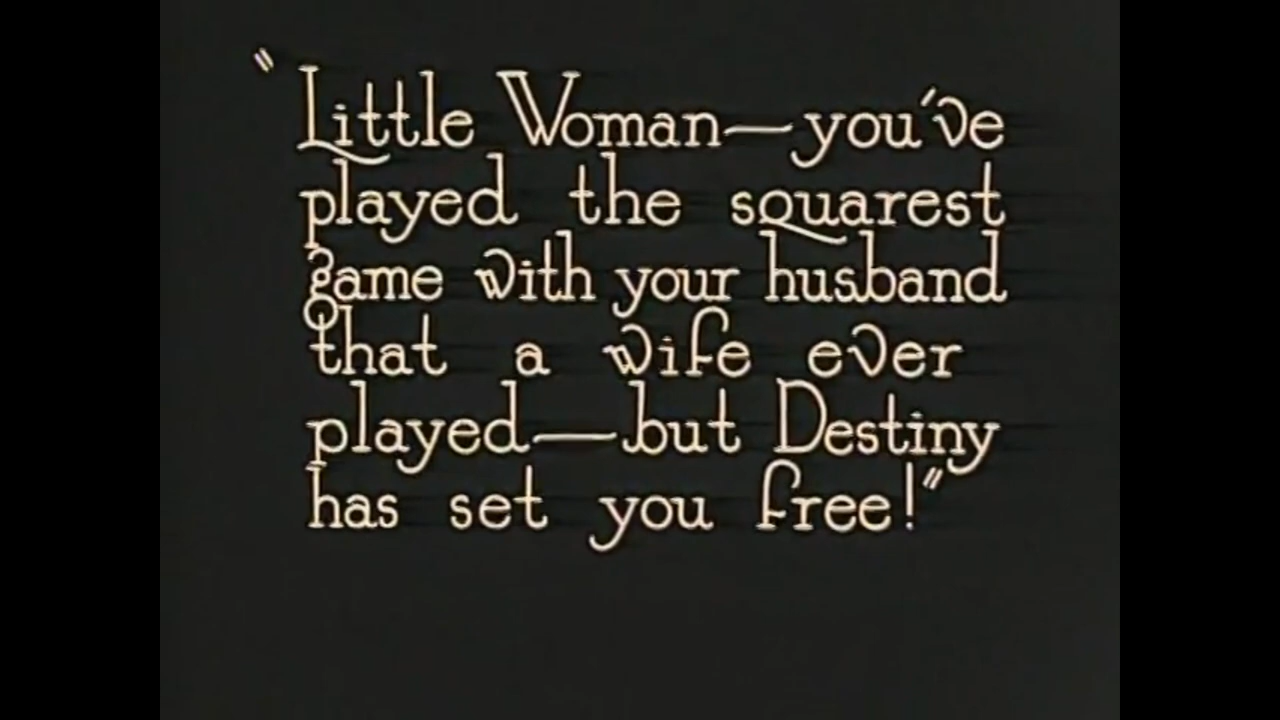 "Little Woman—you've
played the squarest
game with your husband
that a wife ever
played—but Destiny
has set you free!"